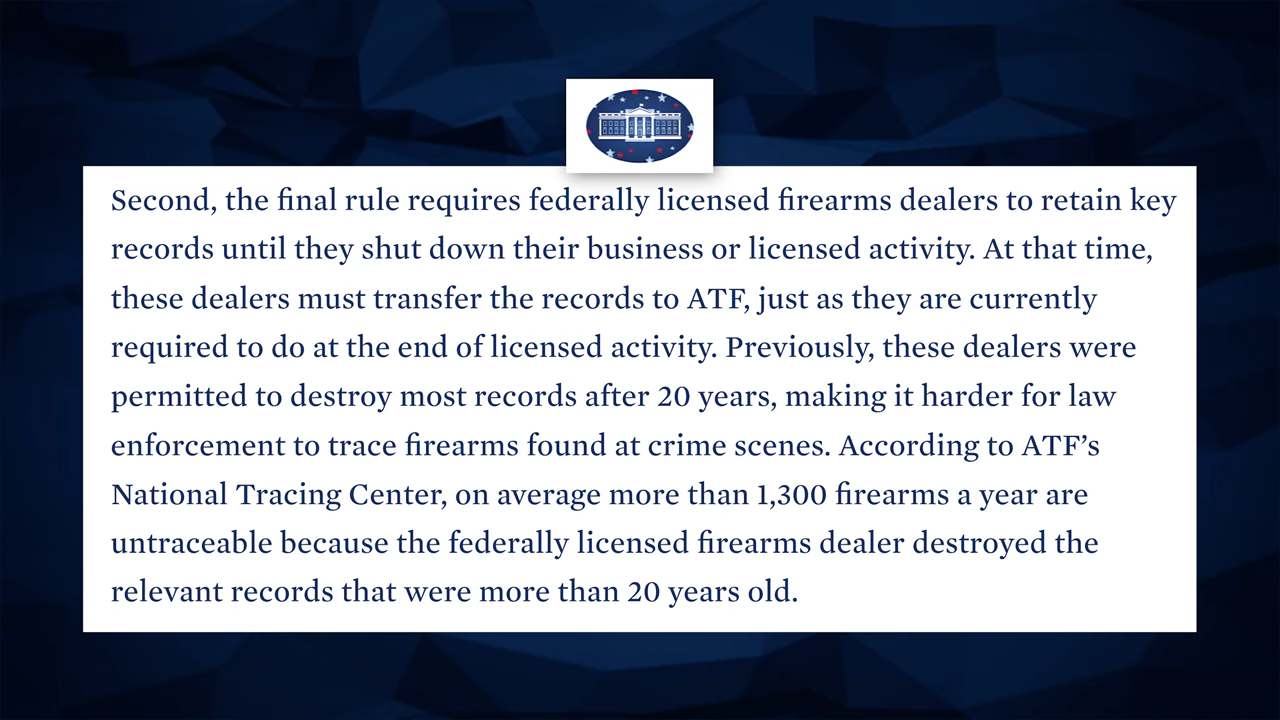 Second, the final rule requires federally licensed firearms dealers to retain key
records until they shut down their business or licensed activity. At that time,
these dealers must transfer the records to ATF, just as they are currently
required to do at the end of licensed activity. Previously, these dealers were
permitted to destroy most records after 20 years, making it harder for law
enforcement to trace firearms found at crime scenes. According to ATF’s
National Tracing Center, on average more than 1,300 firearms a year are
untraceable because the federally licensed firearms dealer destroyed the
relevant records that were more than 20 years old.